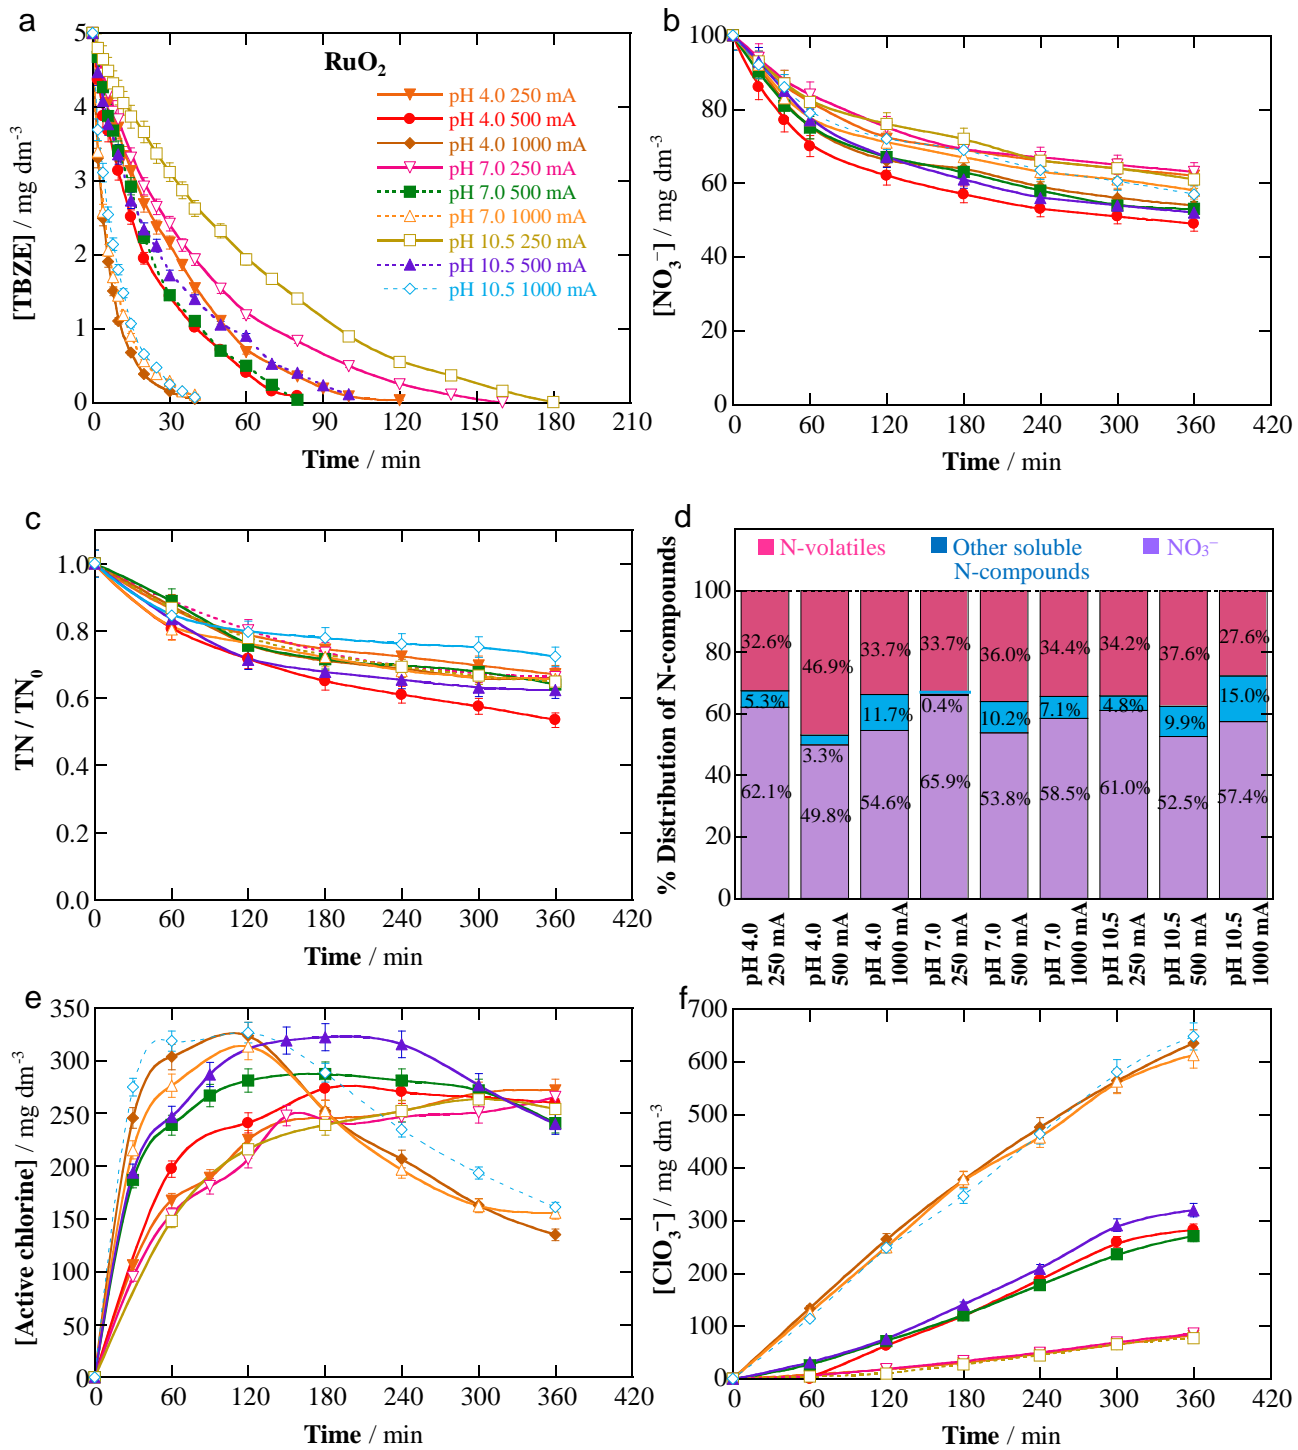 a
[TBZE] / mg dm⁻³
5
4
3
2
1
0
0 30 60 90 120 150 180 210
Time / min
RuO₂
pH 4.0 250 mA
pH 4.0 500 mA
pH 4.0 1000 mA
pH 7.0 250 mA
pH 7.0 500 mA
pH 7.0 1000 mA
pH 10.5 250 mA
pH 10.5 500 mA
pH 10.5 1000 mA
b
[NO₃⁻] / mg dm⁻³
100
80
60
40
20
0
0 60 120 180 240 300 360 420
Time / min
c
TN / TN₀
1.0
0.8
0.6
0.4
0.2
0.0
0 60 120 180 240 300 360 420
Time / min
d
% Distribution of N-compounds
100
80
60
40
20
0
N-volatiles
Other soluble
N-compounds
NO₃⁻
32.6% 46.9% 33.7% 33.7% 36.0% 34.4% 34.2% 37.6% 27.6%
5.3% 3.3% 11.7% 0.4% 10.2% 7.1% 4.8% 9.9% 15.0%
62.1% 49.8% 54.6% 65.9% 53.8% 58.5% 61.0% 52.5% 57.4%
pH 4.0
250 mA
pH 4.0
500 mA
pH 4.0
1000 mA
pH 7.0
250 mA
pH 7.0
500 mA
pH 7.0
1000 mA
pH 10.5
250 mA
pH 10.5
500 mA
pH 10.5
1000 mA
e
[Active chlorine] / mg dm⁻³
350
300
250
200
150
100
50
0
0 60 120 180 240 300 360 420
Time / min
f
[ClO₃⁻] / mg dm⁻³
700
600
500
400
300
200
100
0
0 60 120 180 240 300 360 420
Time / min